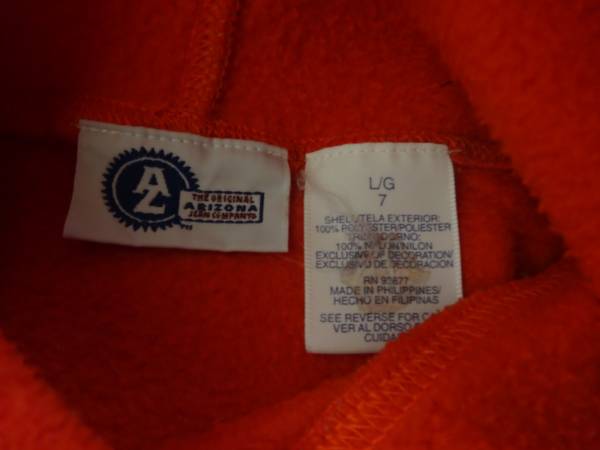 AZ
THE ORIGINAL
ARIZONA
JEAN COMPANY
TM
L/G
7
SHELL/TELA EXTERIOR:
100% POLYESTER/POLIESTER
100% NYLON/NILON
EXCLUSIVE OF DECORATION/
EXCLUSIVO DE DECORACION
RN 93677
MADE IN PHILIPPINES/
HECHO EN FILIPINAS
SEE REVERSE FOR
VER AL DORSO